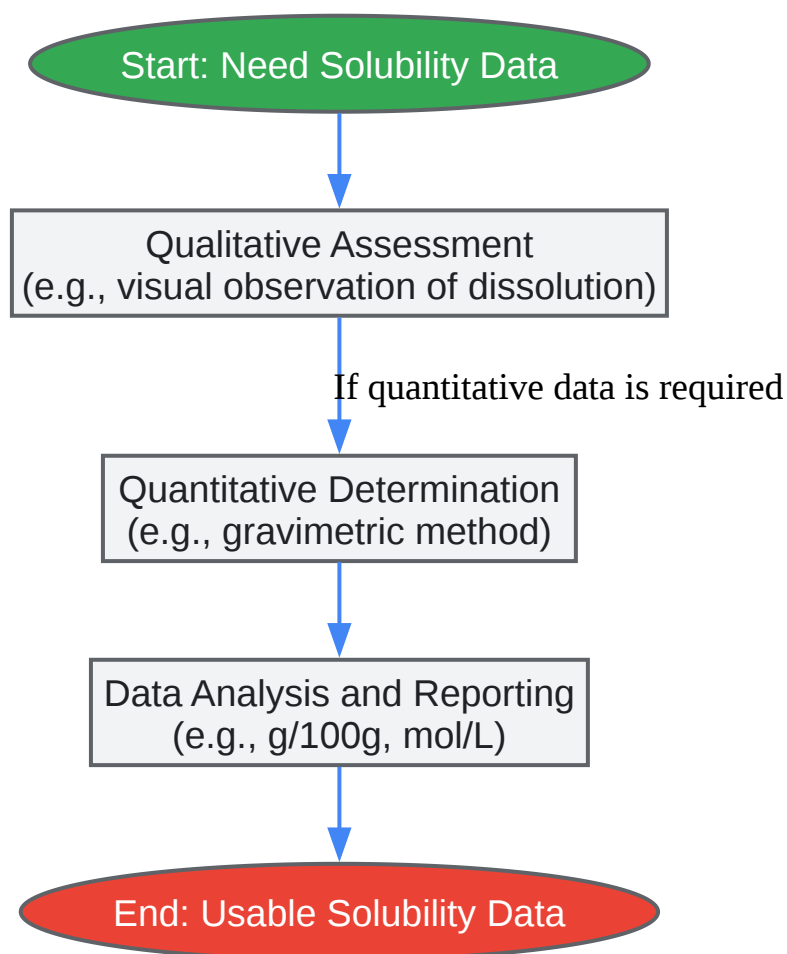 Start: Need Solubility Data
Qualitative Assessment
(e.g., visual observation of dissolution)
If quantitative data is required
Quantitative Determination
(e.g., gravimetric method)
Data Analysis and Reporting
(e.g., g/100g, mol/L)
End: Usable Solubility Data